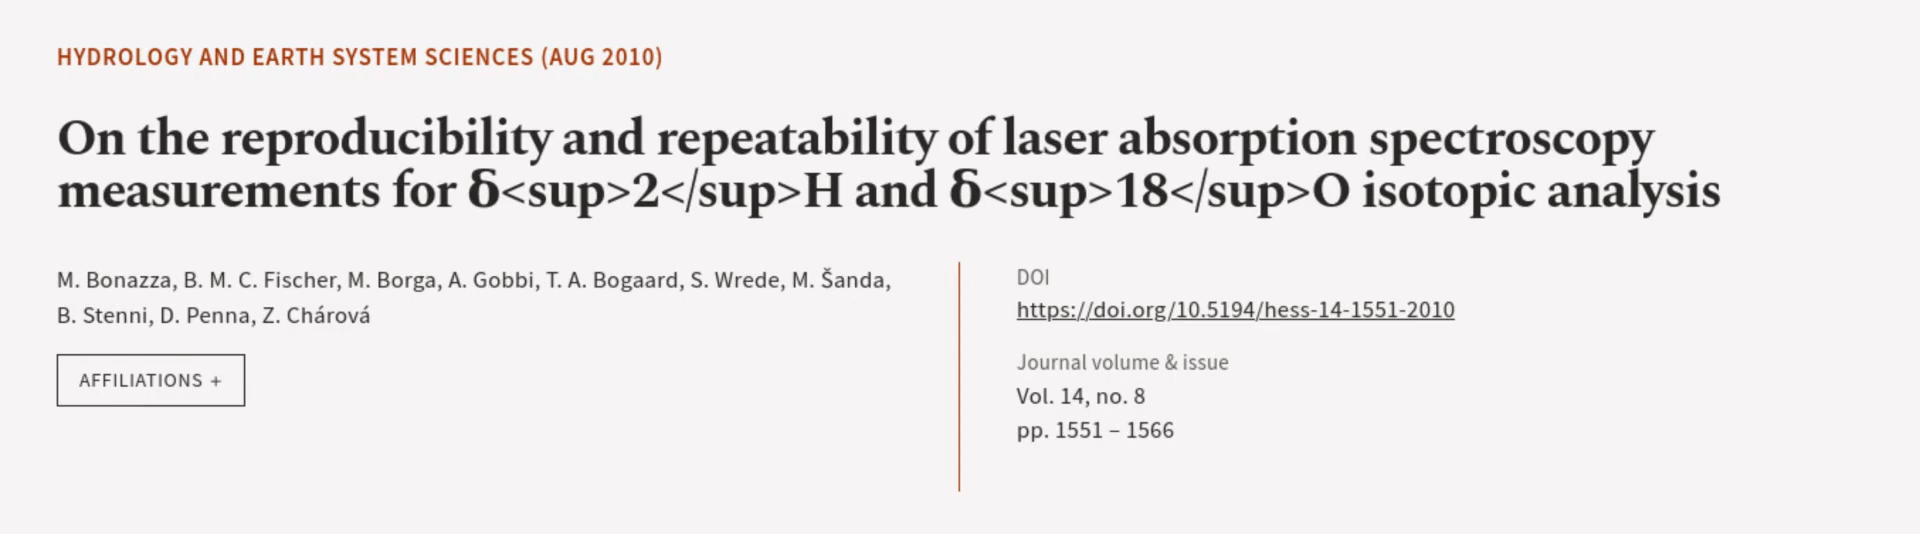 HYDROLOGY AND EARTH SYSTEM SCIENCES (AUG 2010)
On the reproducibility and repeatability of laser absorption spectroscopy
measurements for δ<sup>2</sup>H and δ<sup>18</sup>O isotopic analysis
M. Bonazza, B. M. C. Fischer, M. Borga, A. Gobbi, T. A. Bogaard, S. Wrede, M. Šanda,
B. Stenni, D. Penna, Z. Chárová
AFFILIATIONS +
DOI
https://doi.org/10.5194/hess-14-1551-2010
Journal volume & issue
Vol. 14, no. 8
pp. 1551 – 1566